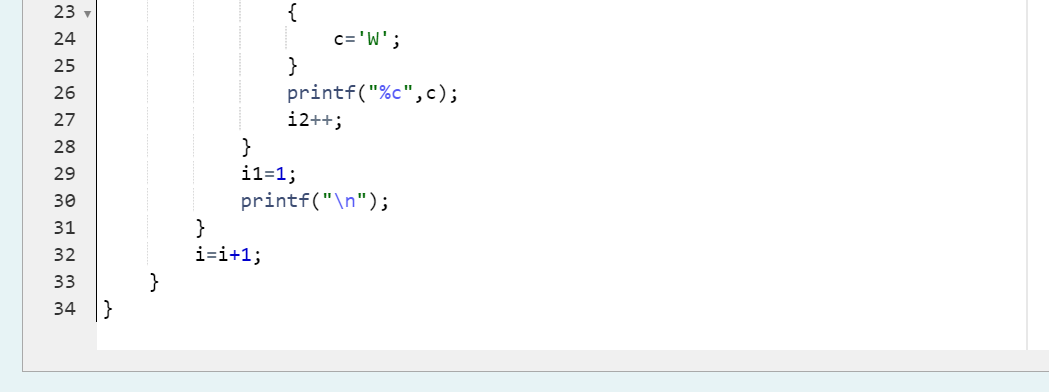 23 {
24 c='W';
25 }
26 printf("%c",c);
27 i2++;
28 }
29 i1=1;
30 printf("\n");
31 }
32 i=i+1;
33 }
34 }